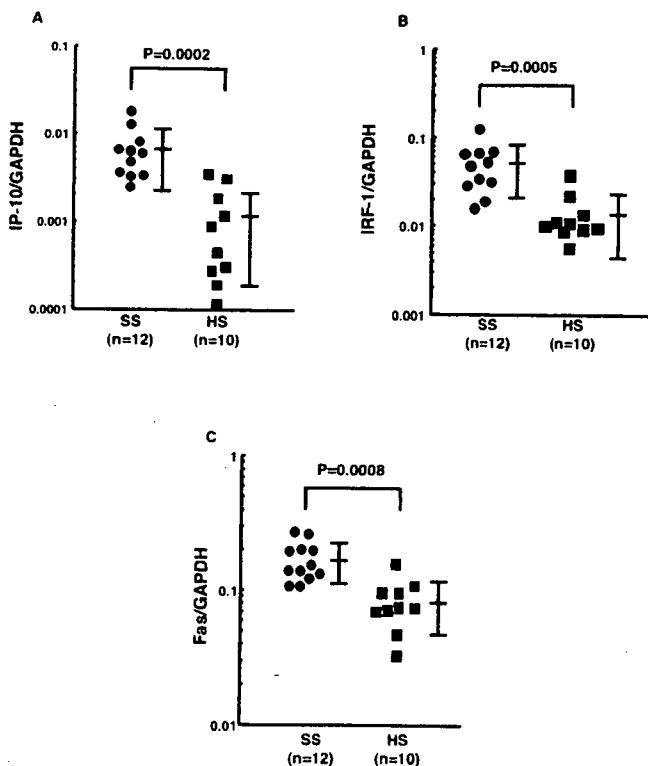 A
0.1
P=0.0002
0.01
0.001
0.0001
IP-10/GAPDH
SS
HS
(n=12)
(n=10)
B
1
P=0.0005
0.1
0.01
0.001
IRF-1/GAPDH
SS
HS
(n=12)
(n=10)
C
1
P=0.0008
0.1
0.01
Fas/GAPDH
SS
HS
(n=12)
(n=10)